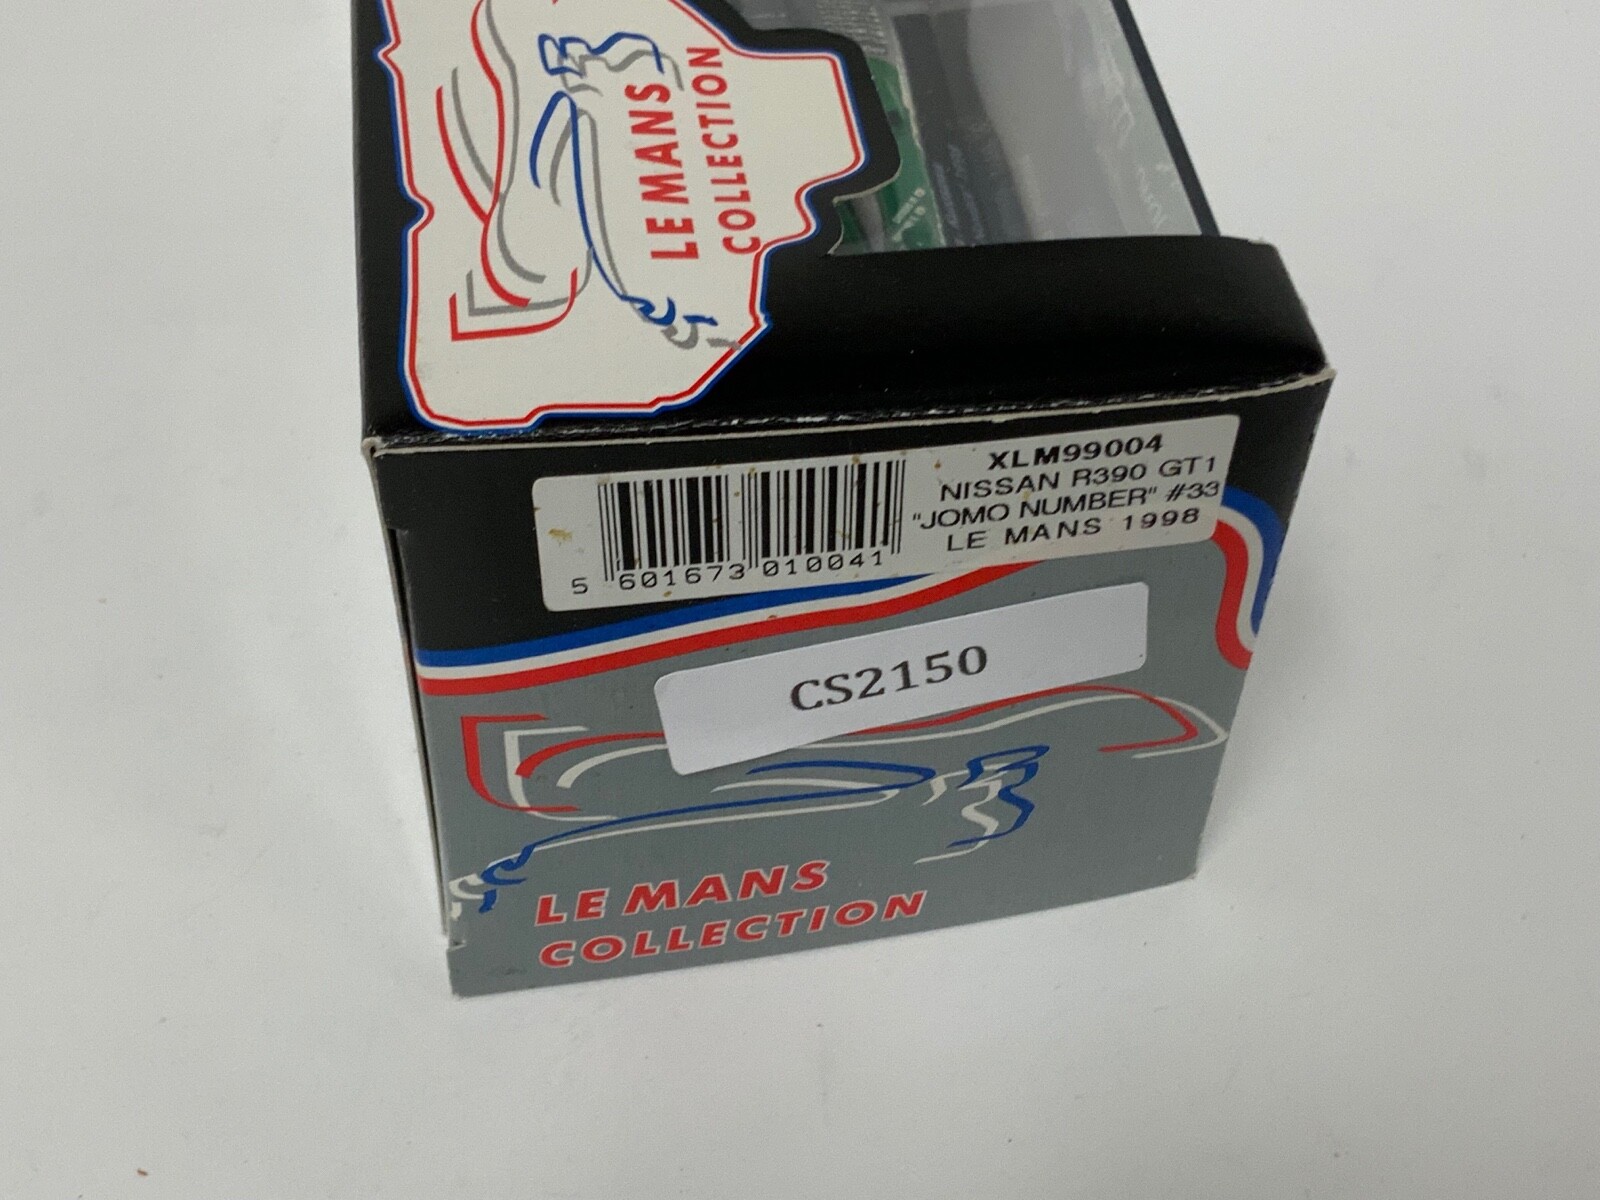 LE MANS
COLLECTION
XLM99004
NISSAN R390 GT1
"JOMO NUMBER" #33
LE MANS 1998
5 601673 010041
CS2150
LE MANS
COLLECTION